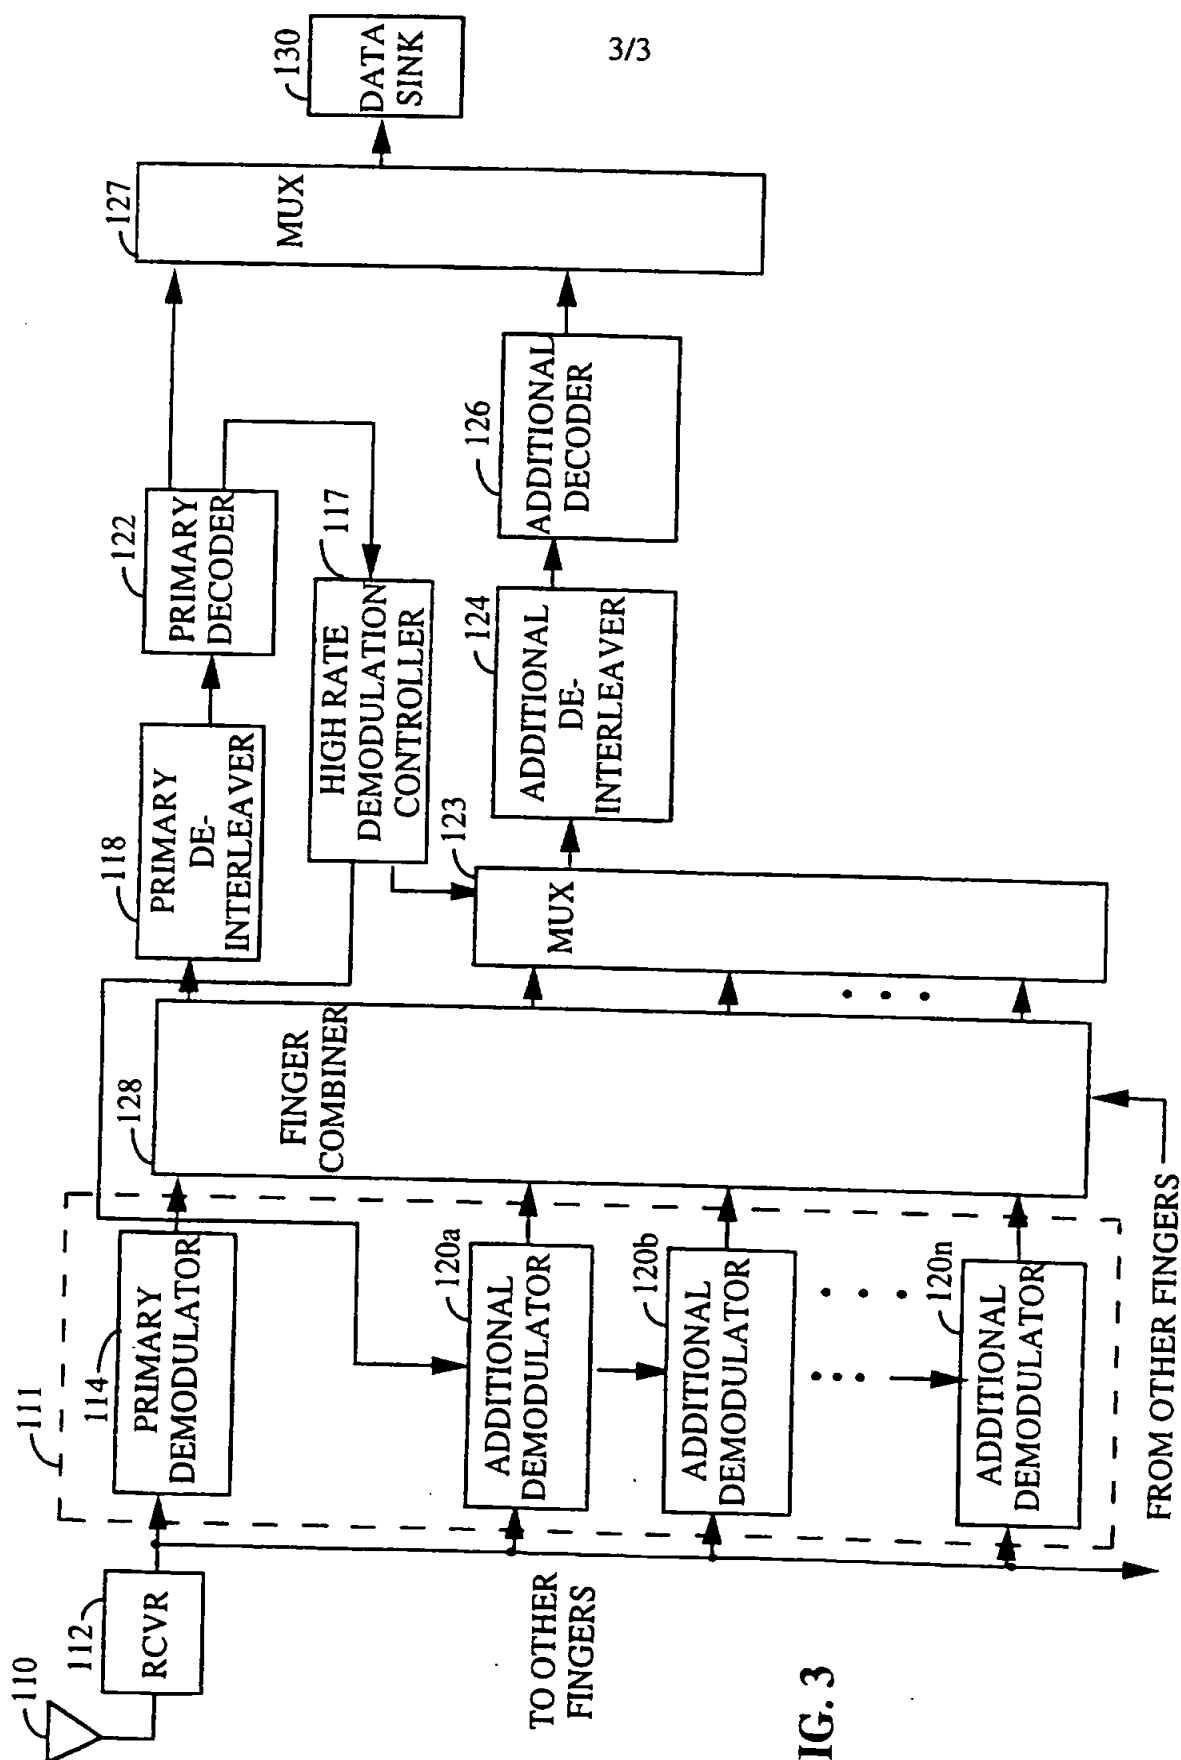 3/3
110
112
RCVR
TO OTHER
FINGERS
111
114
PRIMARY
DEMODULATOR
120a
ADDITIONAL
DEMODULATOR
120b
ADDITIONAL
DEMODULATOR
120n
ADDITIONAL
DEMODULATOR
FROM OTHER FINGERS
128
FINGER
COMBINER
118
PRIMARY
DE-
INTERLEAVER
122
PRIMARY
DECODER
117
HIGH RATE
DEMODULATION
CONTROLLER
123
MUX
124
ADDITIONAL
DE-
INTERLEAVER
126
ADDITIONAL
DECODER
127
MUX
130
DATA
SINK
IG. 3